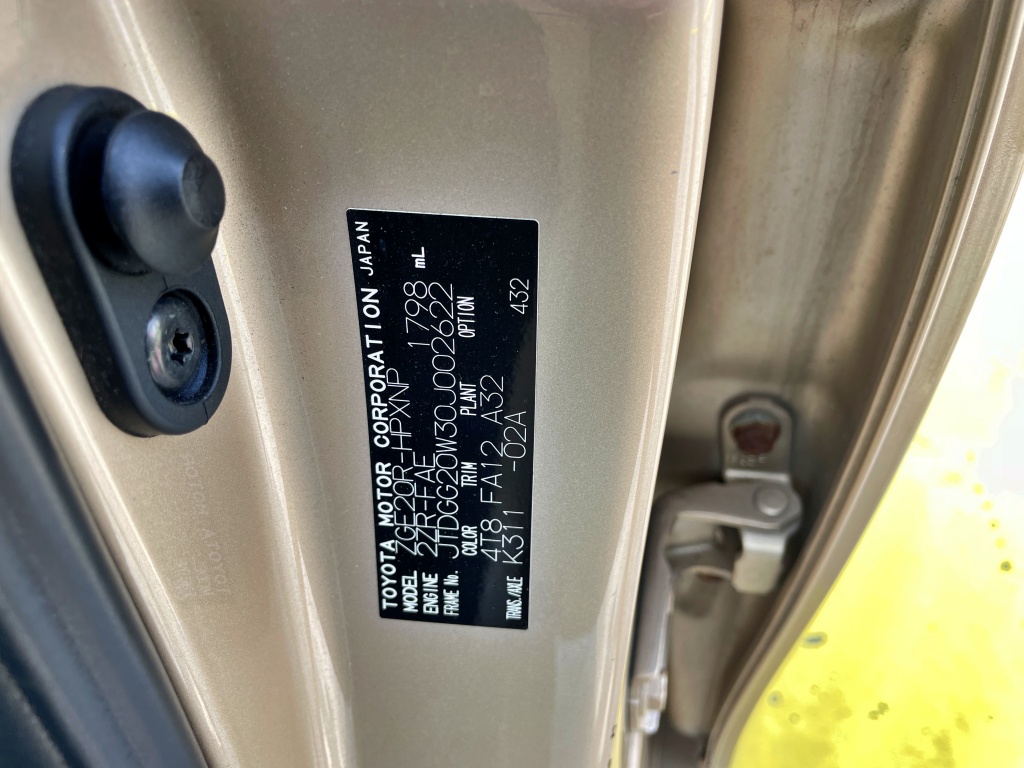 TOYOTA MOTOR CORPORATION JAPAN
MODEL ZGE20R-HPXNP
ENGINE 2ZR-FAE 1798 mL
FRAME No. JTDGG20W30J002622
COLOR TRIM PLANT OPTION
4T8 FA12 A32 432
TRANS./AXLE K311 -02A